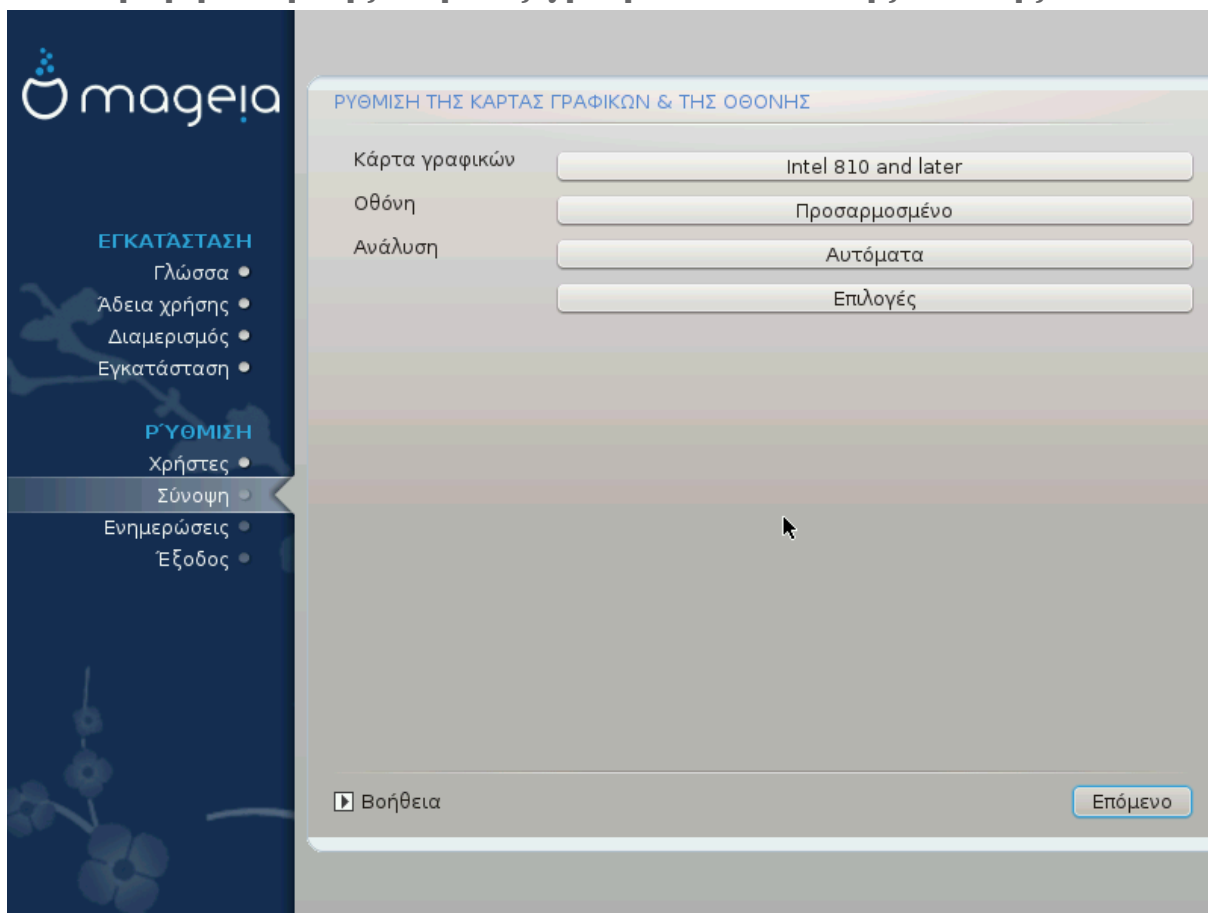 mageia
ΕΓΚΑΤΆΣΤΑΣΗ
Γλώσσα
Άδεια χρήσης
Διαμερισμός
Εγκατάσταση
ΡΎΘΜΙΣΗ
Χρήστες
Σύνοψη
Ενημερώσεις
Έξοδος
ΡΥΘΜΙΣΗ ΤΗΣ ΚΑΡΤΑΣ ΓΡΑΦΙΚΩΝ & ΤΗΣ ΟΘΟΝΗΣ
Κάρτα γραφικών Intel 810 and later
Οθόνη Προσαρμοσμένο
Ανάλυση Αυτόματα
Επιλογές
Βοήθεια Επόμενο